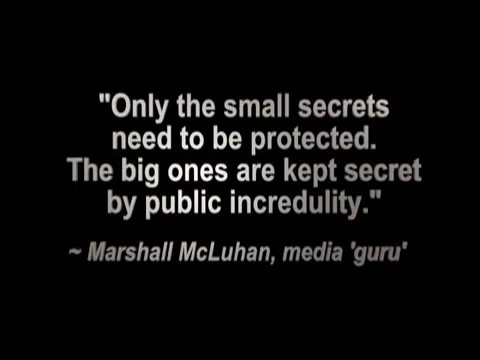 "Only the small secrets
need to be protected.
The big ones are kept secret
by public incredulity."
~ Marshall McLuhan, media 'guru'